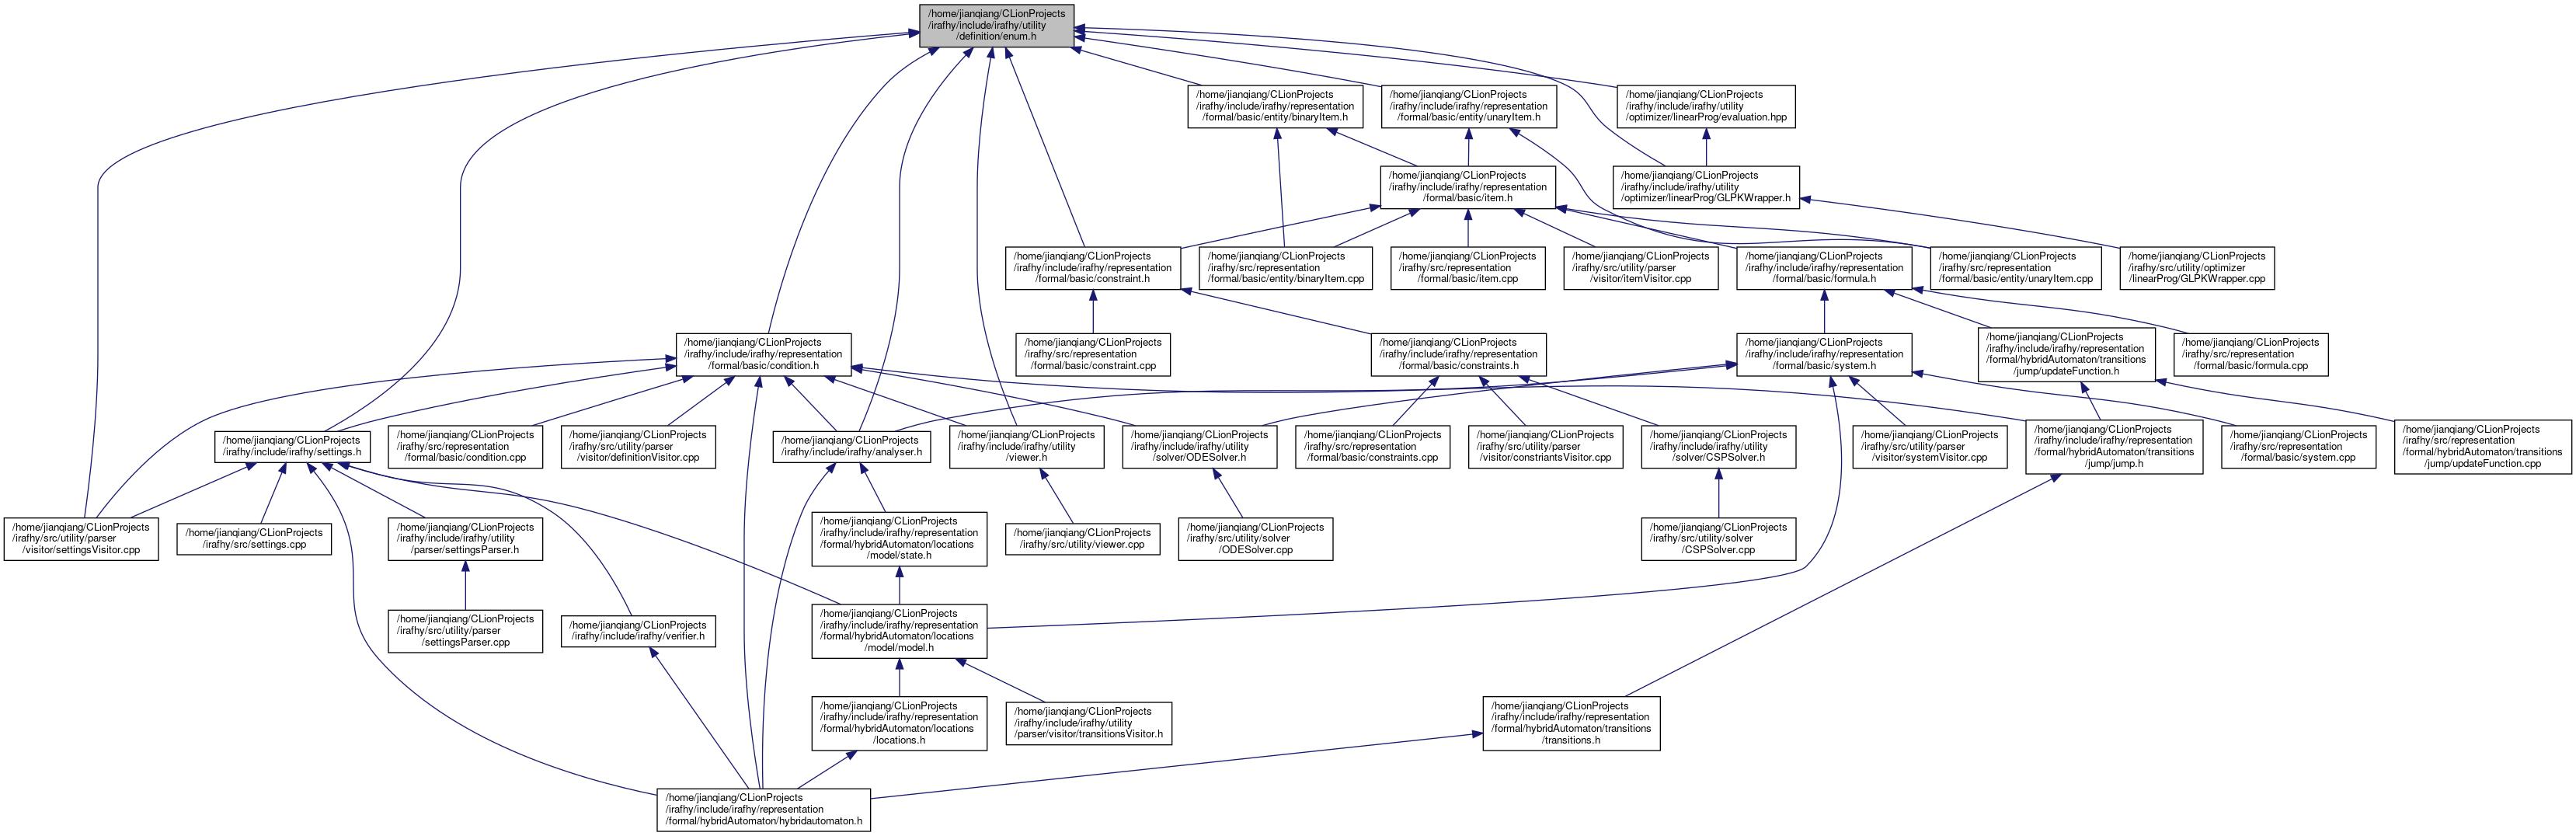 /home/jianqiang/CLionProjects
/irafhy/include/irafhy/utility
/definition/enum.h
/home/jianqiang/CLionProjects
/irafhy/include/irafhy/representation
/formal/basic/entity/binaryItem.h
/home/jianqiang/CLionProjects
/irafhy/include/irafhy/representation
/formal/basic/entity/unaryItem.h
/home/jianqiang/CLionProjects
/irafhy/include/irafhy/utility
/optimizer/linearProg/evaluation.hpp
/home/jianqiang/CLionProjects
/irafhy/include/irafhy/representation
/formal/basic/item.h
/home/jianqiang/CLionProjects
/irafhy/include/irafhy/utility
/optimizer/linearProg/GLPKWrapper.h
/home/jianqiang/CLionProjects
/irafhy/include/irafhy/representation
/formal/basic/constraint.h
/home/jianqiang/CLionProjects
/irafhy/src/representation
/formal/basic/entity/binaryItem.cpp
/home/jianqiang/CLionProjects
/irafhy/src/representation
/formal/basic/item.cpp
/home/jianqiang/CLionProjects
/irafhy/src/utility/parser
/visitor/itemVisitor.cpp
/home/jianqiang/CLionProjects
/irafhy/include/irafhy/representation
/formal/basic/formula.h
/home/jianqiang/CLionProjects
/irafhy/src/representation
/formal/basic/entity/unaryItem.cpp
/home/jianqiang/CLionProjects
/irafhy/src/utility/optimizer
/linearProg/GLPKWrapper.cpp
/home/jianqiang/CLionProjects
/irafhy/include/irafhy/representation
/formal/basic/condition.h
/home/jianqiang/CLionProjects
/irafhy/src/representation
/formal/basic/constraint.cpp
/home/jianqiang/CLionProjects
/irafhy/include/irafhy/representation
/formal/basic/constraints.h
/home/jianqiang/CLionProjects
/irafhy/include/irafhy/representation
/formal/basic/system.h
/home/jianqiang/CLionProjects
/irafhy/include/irafhy/representation
/formal/hybridAutomaton/transitions
/jump/updateFunction.h
/home/jianqiang/CLionProjects
/irafhy/src/representation
/formal/basic/formula.cpp
/home/jianqiang/CLionProjects
/irafhy/include/irafhy/settings.h
/home/jianqiang/CLionProjects
/irafhy/src/representation
/formal/basic/condition.cpp
/home/jianqiang/CLionProjects
/irafhy/src/utility/parser
/visitor/definitionVisitor.cpp
/home/jianqiang/CLionProjects
/irafhy/include/irafhy/analyser.h
/home/jianqiang/CLionProjects
/irafhy/include/irafhy/utility
/viewer.h
/home/jianqiang/CLionProjects
/irafhy/include/irafhy/utility
/solver/ODESolver.h
/home/jianqiang/CLionProjects
/irafhy/src/representation
/formal/basic/constraints.cpp
/home/jianqiang/CLionProjects
/irafhy/src/utility/parser
/visitor/constriantsVisitor.cpp
/home/jianqiang/CLionProjects
/irafhy/include/irafhy/utility
/solver/CSPSolver.h
/home/jianqiang/CLionProjects
/irafhy/src/utility/parser
/visitor/systemVisitor.cpp
/home/jianqiang/CLionProjects
/irafhy/include/irafhy/representation
/formal/hybridAutomaton/transitions
/jump/jump.h
/home/jianqiang/CLionProjects
/irafhy/src/representation
/formal/basic/system.cpp
/home/jianqiang/CLionProjects
/irafhy/src/representation
/formal/hybridAutomaton/transitions
/jump/updateFunction.cpp
/home/jianqiang/CLionProjects
/irafhy/src/utility/parser
/visitor/settingsVisitor.cpp
/home/jianqiang/CLionProjects
/irafhy/src/settings.cpp
/home/jianqiang/CLionProjects
/irafhy/include/irafhy/utility
/parser/settingsParser.h
/home/jianqiang/CLionProjects
/irafhy/include/irafhy/representation
/formal/hybridAutomaton/locations
/model/state.h
/home/jianqiang/CLionProjects
/irafhy/src/utility/viewer.cpp
/home/jianqiang/CLionProjects
/irafhy/src/utility/solver
/ODESolver.cpp
/home/jianqiang/CLionProjects
/irafhy/src/utility/solver
/CSPSolver.cpp
/home/jianqiang/CLionProjects
/irafhy/src/utility/parser
/settingsParser.cpp
/home/jianqiang/CLionProjects
/irafhy/include/irafhy/verifier.h
/home/jianqiang/CLionProjects
/irafhy/include/irafhy/representation
/formal/hybridAutomaton/locations
/model/model.h
/home/jianqiang/CLionProjects
/irafhy/include/irafhy/representation
/formal/hybridAutomaton/locations
/locations.h
/home/jianqiang/CLionProjects
/irafhy/include/irafhy/utility
/parser/visitor/transitionsVisitor.h
/home/jianqiang/CLionProjects
/irafhy/include/irafhy/representation
/formal/hybridAutomaton/transitions
/transitions.h
/home/jianqiang/CLionProjects
/irafhy/include/irafhy/representation
/formal/hybridAutomaton/hybridautomaton.h